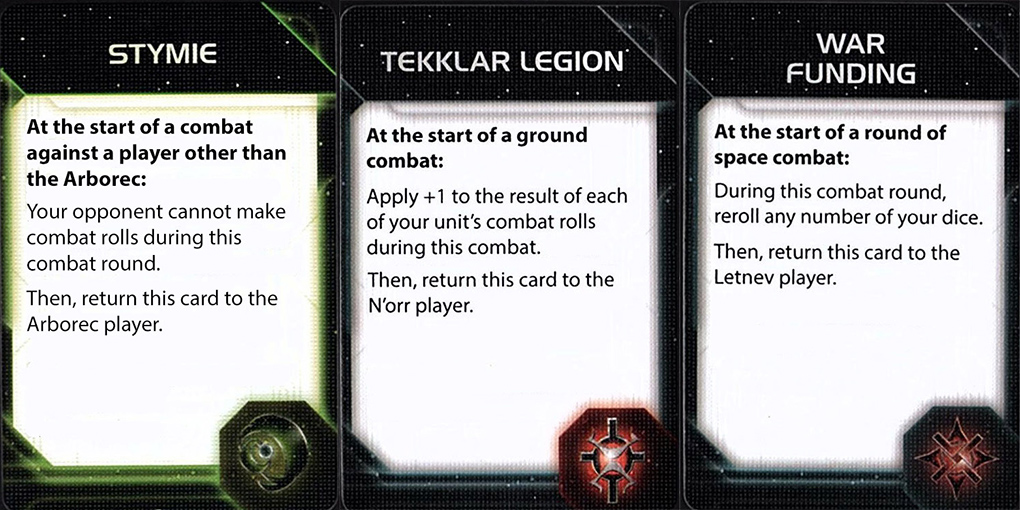 STYMIE
At the start of a combat
against a player other than
the Arborec:
Your opponent cannot make
combat rolls during this
combat round.
Then, return this card to the
Arborec player.
TEKKLAR LEGION
At the start of a ground
combat:
Apply +1 to the result of each
of your unit's combat rolls
during this combat.
Then, return this card to the
N'orr player.
WAR
FUNDING
At the start of a round of
space combat:
During this combat round,
reroll any number of your dice.
Then, return this card to the
Letnev player.